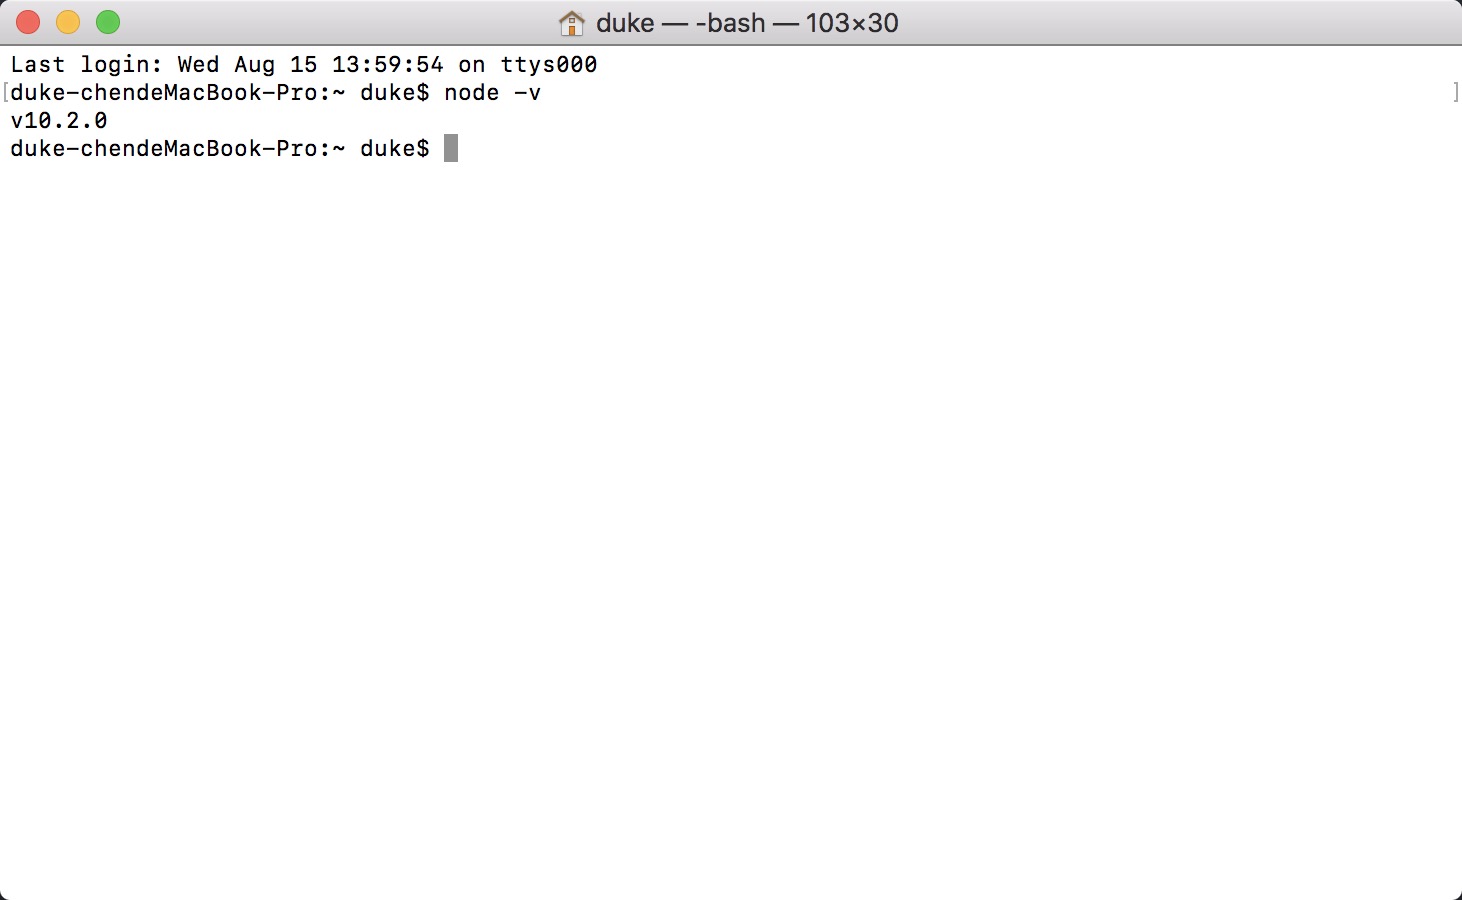 duke — -bash — 103×30
Last login: Wed Aug 15 13:59:54 on ttys000
[duke-chendeMacBook-Pro:~ duke$ node -v ]
v10.2.0
duke-chendeMacBook-Pro:~ duke$